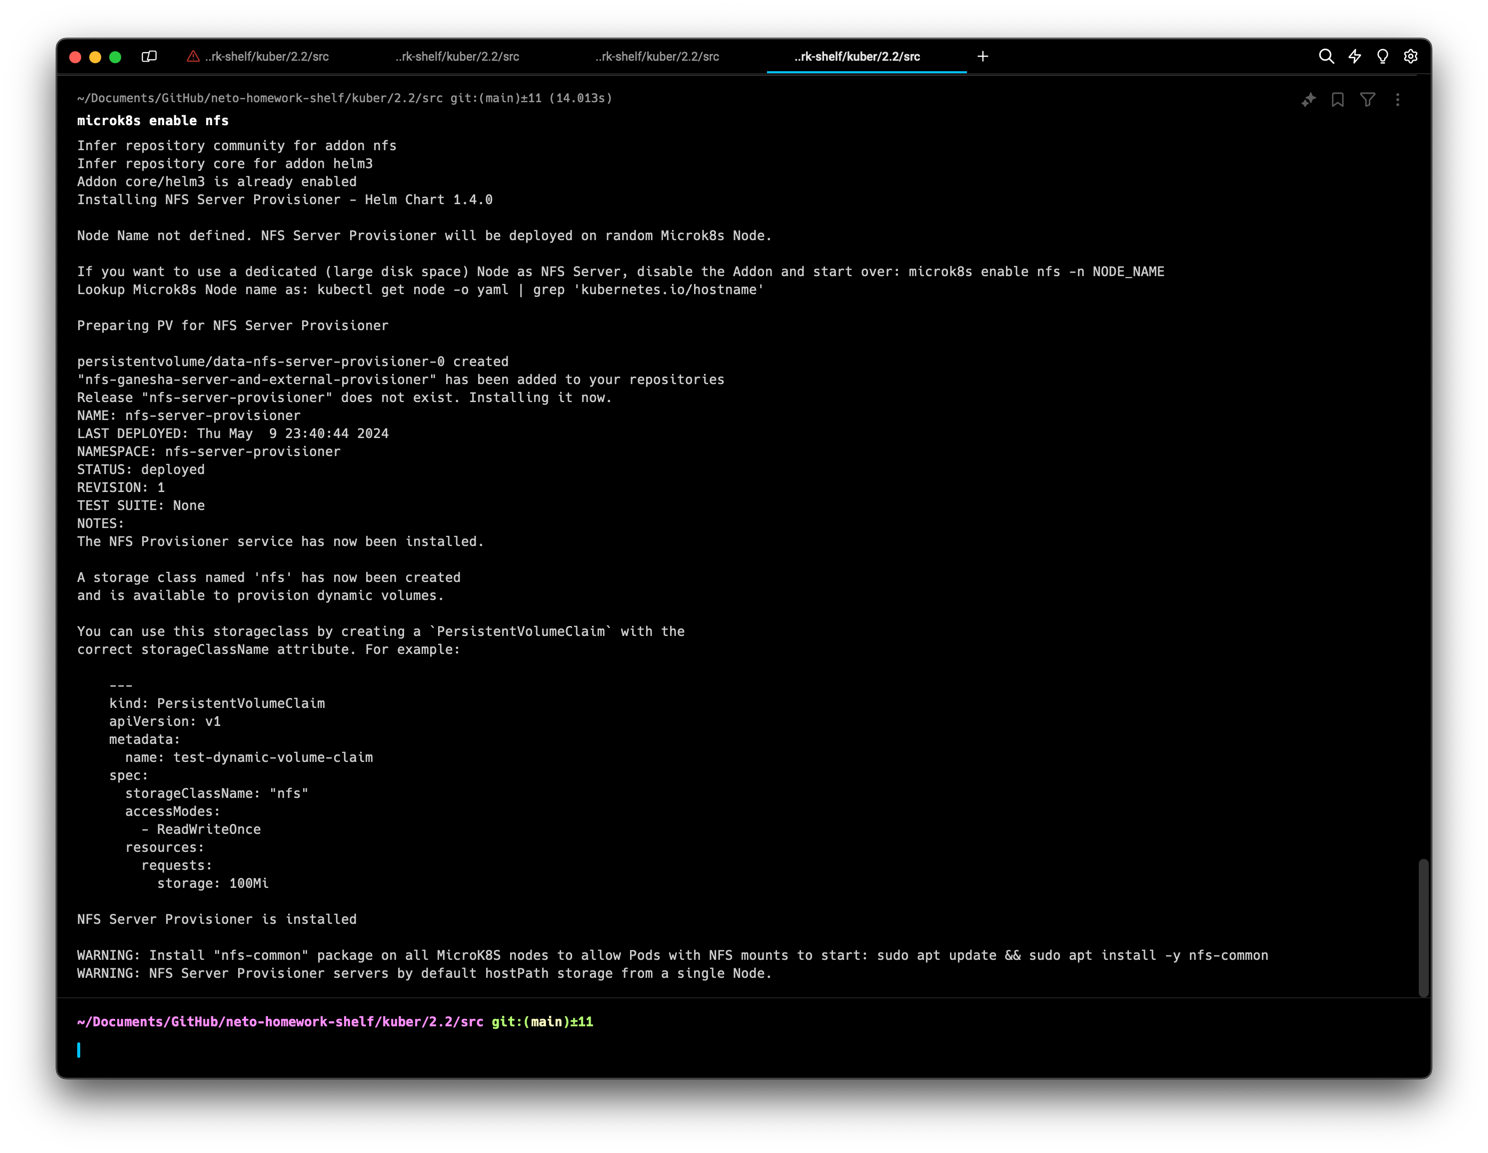 ..rk-shelf/kuber/2.2/src
..rk-shelf/kuber/2.2/src
..rk-shelf/kuber/2.2/src
..rk-shelf/kuber/2.2/src
~/Documents/GitHub/neto-homework-shelf/kuber/2.2/src git:(main)±11 (14.013s)
microk8s enable nfs
Infer repository community for addon nfs
Infer repository core for addon helm3
Addon core/helm3 is already enabled
Installing NFS Server Provisioner - Helm Chart 1.4.0
Node Name not defined. NFS Server Provisioner will be deployed on random Microk8s Node.
If you want to use a dedicated (large disk space) Node as NFS Server, disable the Addon and start over: microk8s enable nfs -n NODE_NAME
Lookup Microk8s Node name as: kubectl get node -o yaml | grep 'kubernetes.io/hostname'
Preparing PV for NFS Server Provisioner
persistentvolume/data-nfs-server-provisioner-0 created
"nfs-ganesha-server-and-external-provisioner" has been added to your repositories
Release "nfs-server-provisioner" does not exist. Installing it now.
NAME: nfs-server-provisioner
LAST DEPLOYED: Thu May  9 23:40:44 2024
NAMESPACE: nfs-server-provisioner
STATUS: deployed
REVISION: 1
TEST SUITE: None
NOTES:
The NFS Provisioner service has now been installed.
A storage class named 'nfs' has now been created
and is available to provision dynamic volumes.
You can use this storageclass by creating a `PersistentVolumeClaim` with the
correct storageClassName attribute. For example:
    ---
    kind: PersistentVolumeClaim
    apiVersion: v1
    metadata:
      name: test-dynamic-volume-claim
    spec:
      storageClassName: "nfs"
      accessModes:
        - ReadWriteOnce
      resources:
        requests:
          storage: 100Mi
NFS Server Provisioner is installed
WARNING: Install "nfs-common" package on all MicroK8S nodes to allow Pods with NFS mounts to start: sudo apt update && sudo apt install -y nfs-common
WARNING: NFS Server Provisioner servers by default hostPath storage from a single Node.
~/Documents/GitHub/neto-homework-shelf/kuber/2.2/src git:(main)±11